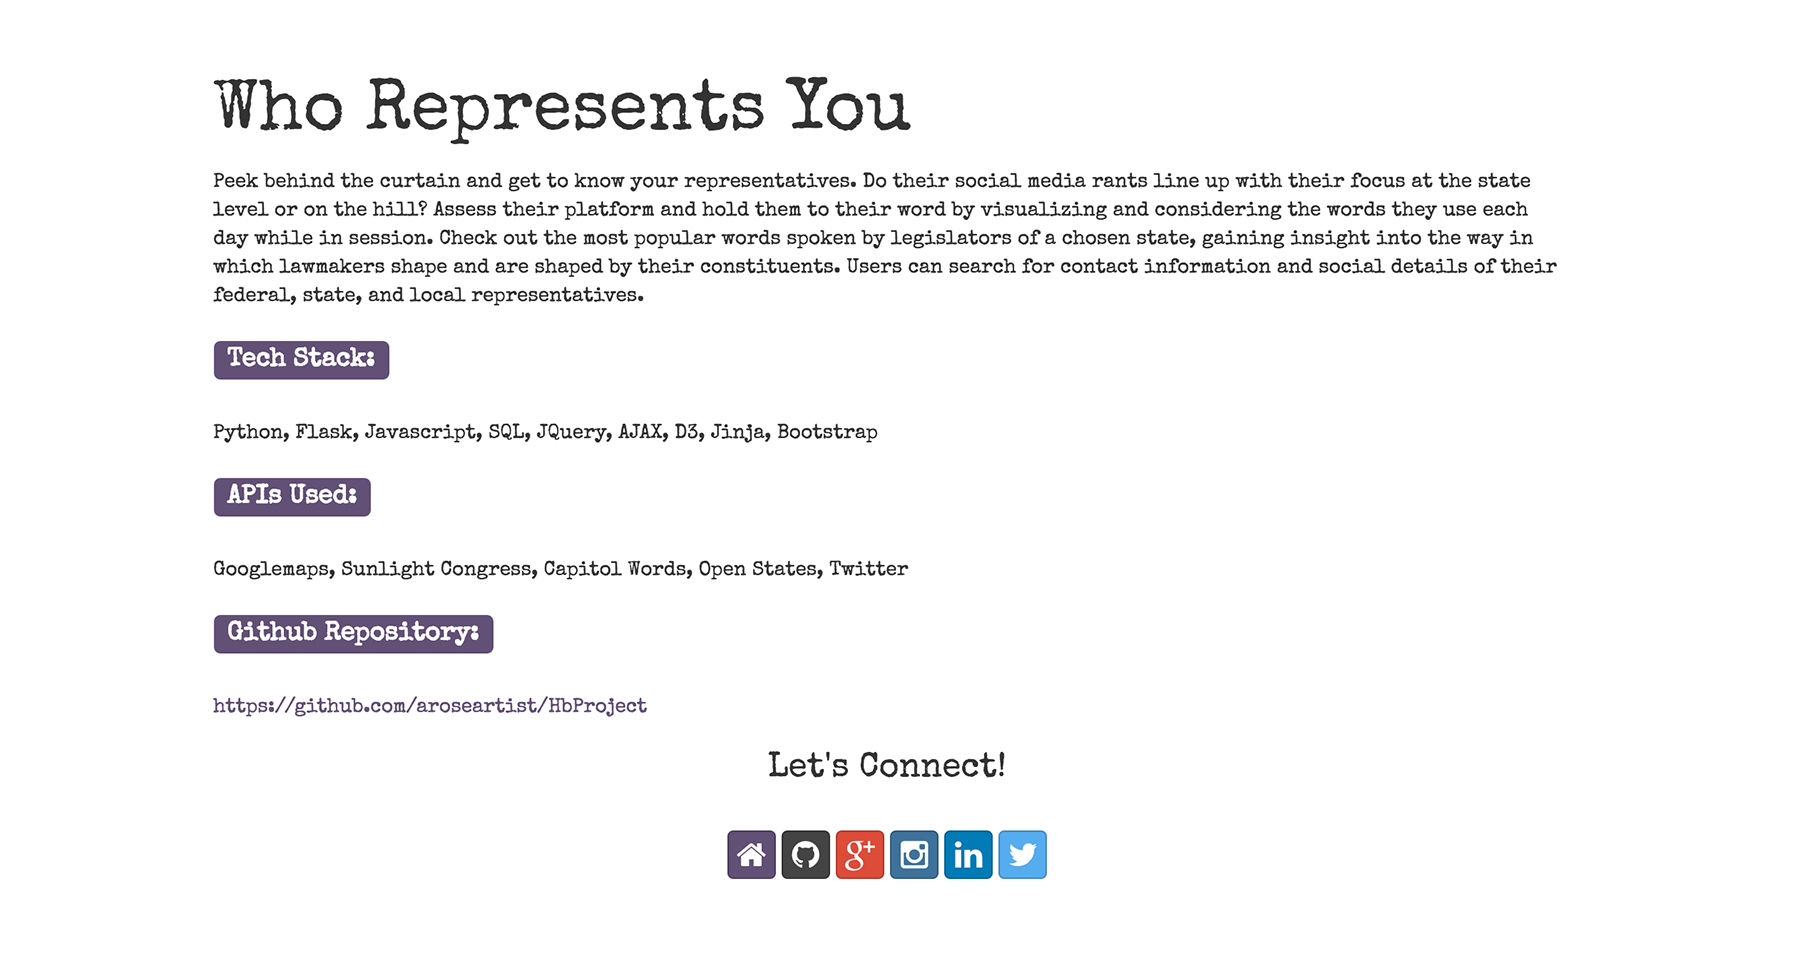 Who Represents You
Peek behind the curtain and get to know your representatives. Do their social media rants line up with their focus at the state
level or on the hill? Assess their platform and hold them to their word by visualizing and considering the words they use each
day while in session. Check out the most popular words spoken by legislators of a chosen state, gaining insight into the way in
which lawmakers shape and are shaped by their constituents. Users can search for contact information and social details of their
federal, state, and local representatives.
Tech Stack:
Python, Flask, Javascript, SQL, JQuery, AJAX, D3, Jinja, Bootstrap
APIs Used:
Googlemaps, Sunlight Congress, Capitol Words, Open States, Twitter
Github Repository:
https://github.com/aroseartist/HbProject
Let's Connect!
g+ in